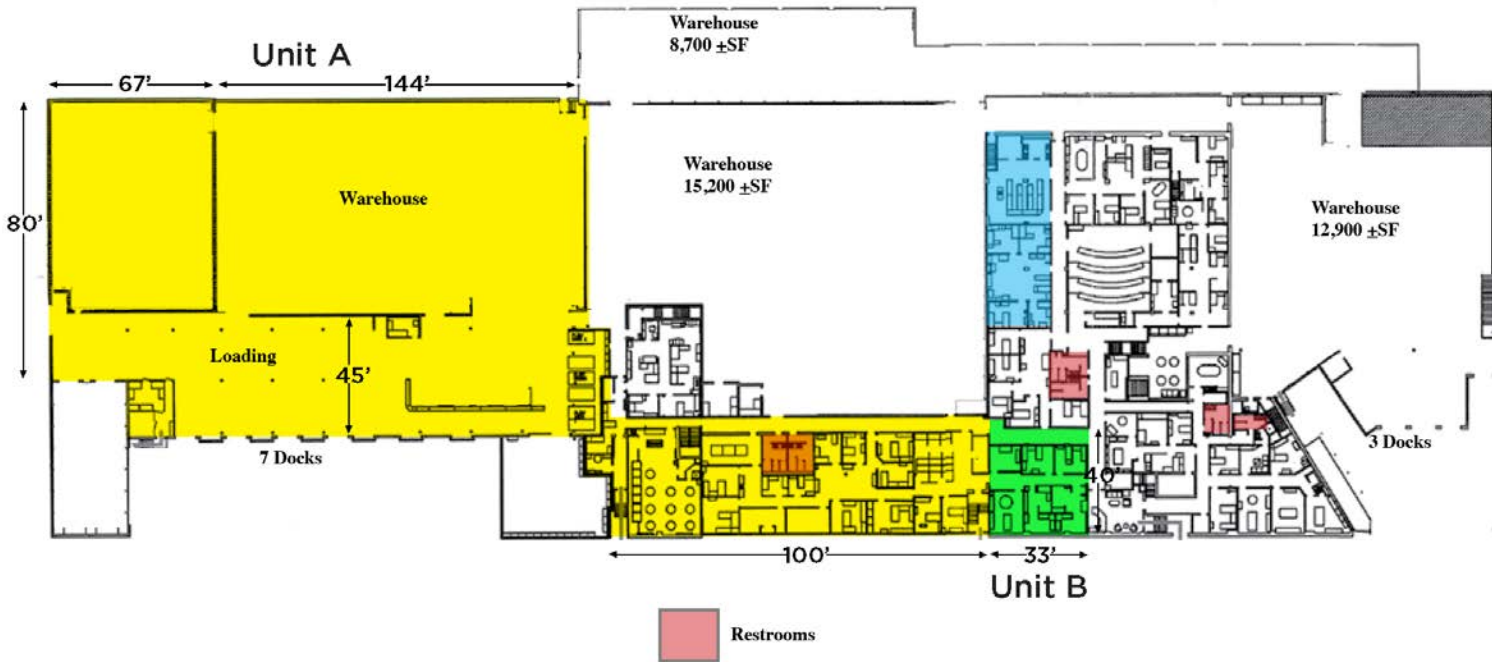 Warehouse
8,700 ±SF
Unit A
67’
144’
80’
Warehouse
Warehouse
15,200 ±SF
Warehouse
12,900 ±SF
Loading
45’
7 Docks
3 Docks
40’
100’
33’
Unit B
Restrooms